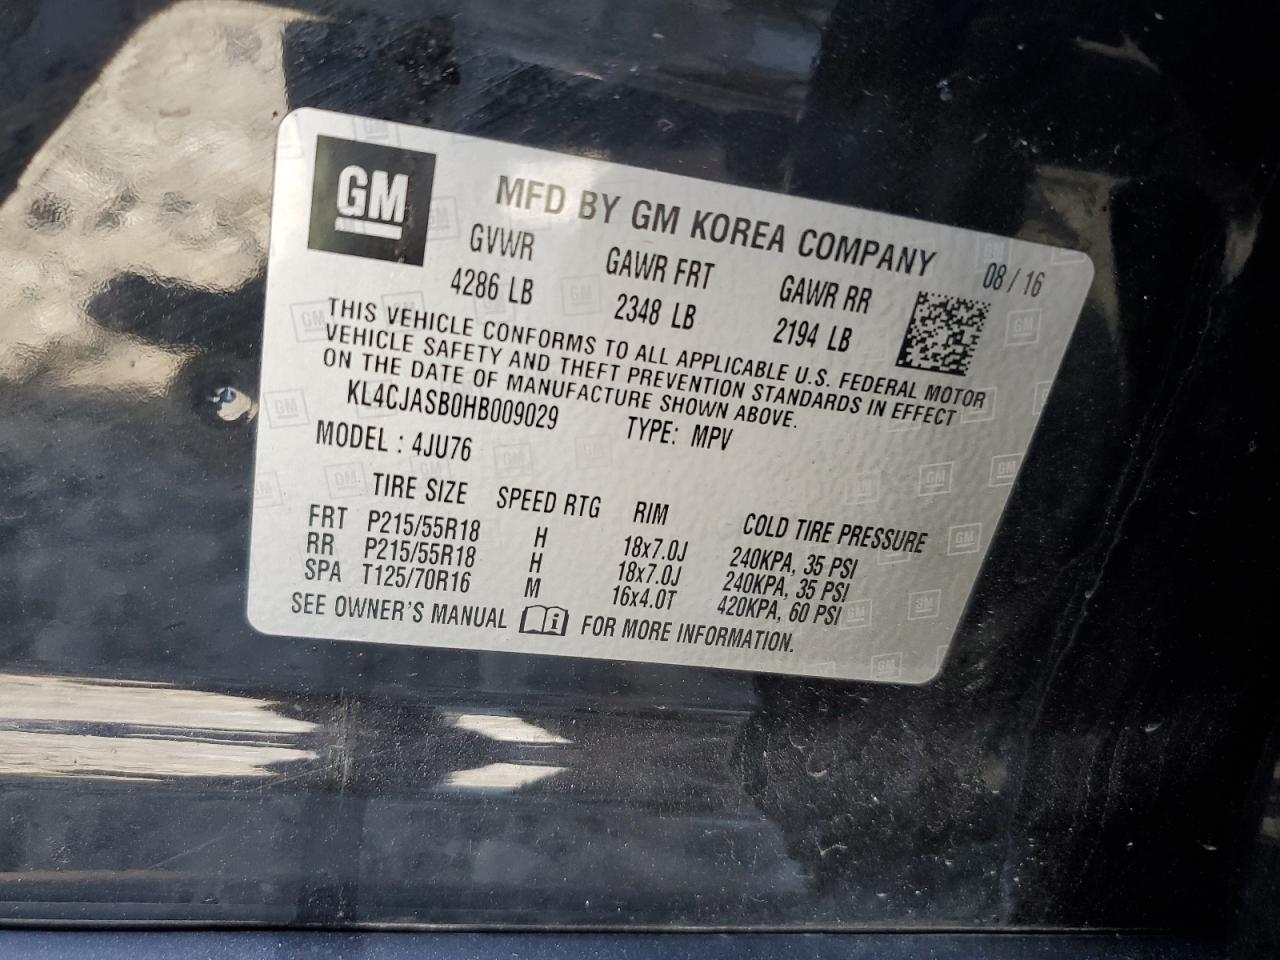 GM
MFD BY GM KOREA COMPANY
08 / 16
GVWR GAWR FRT GAWR RR
4286 LB 2348 LB 2194 LB
THIS VEHICLE CONFORMS TO ALL APPLICABLE U.S. FEDERAL MOTOR
VEHICLE SAFETY AND THEFT PREVENTION STANDARDS IN EFFECT
ON THE DATE OF MANUFACTURE SHOWN ABOVE.
KL4CJASB0HB009029 TYPE: MPV
MODEL : 4JU76
TIRE SIZE SPEED RTG RIM COLD TIRE PRESSURE
FRT P215/55R18 H 18x7.0J 240KPA, 35 PSI
RR P215/55R18 H 18x7.0J 240KPA, 35 PSI
SPA T125/70R16 M 16x4.0T 420KPA, 60 PSI
SEE OWNER'S MANUAL i FOR MORE INFORMATION.